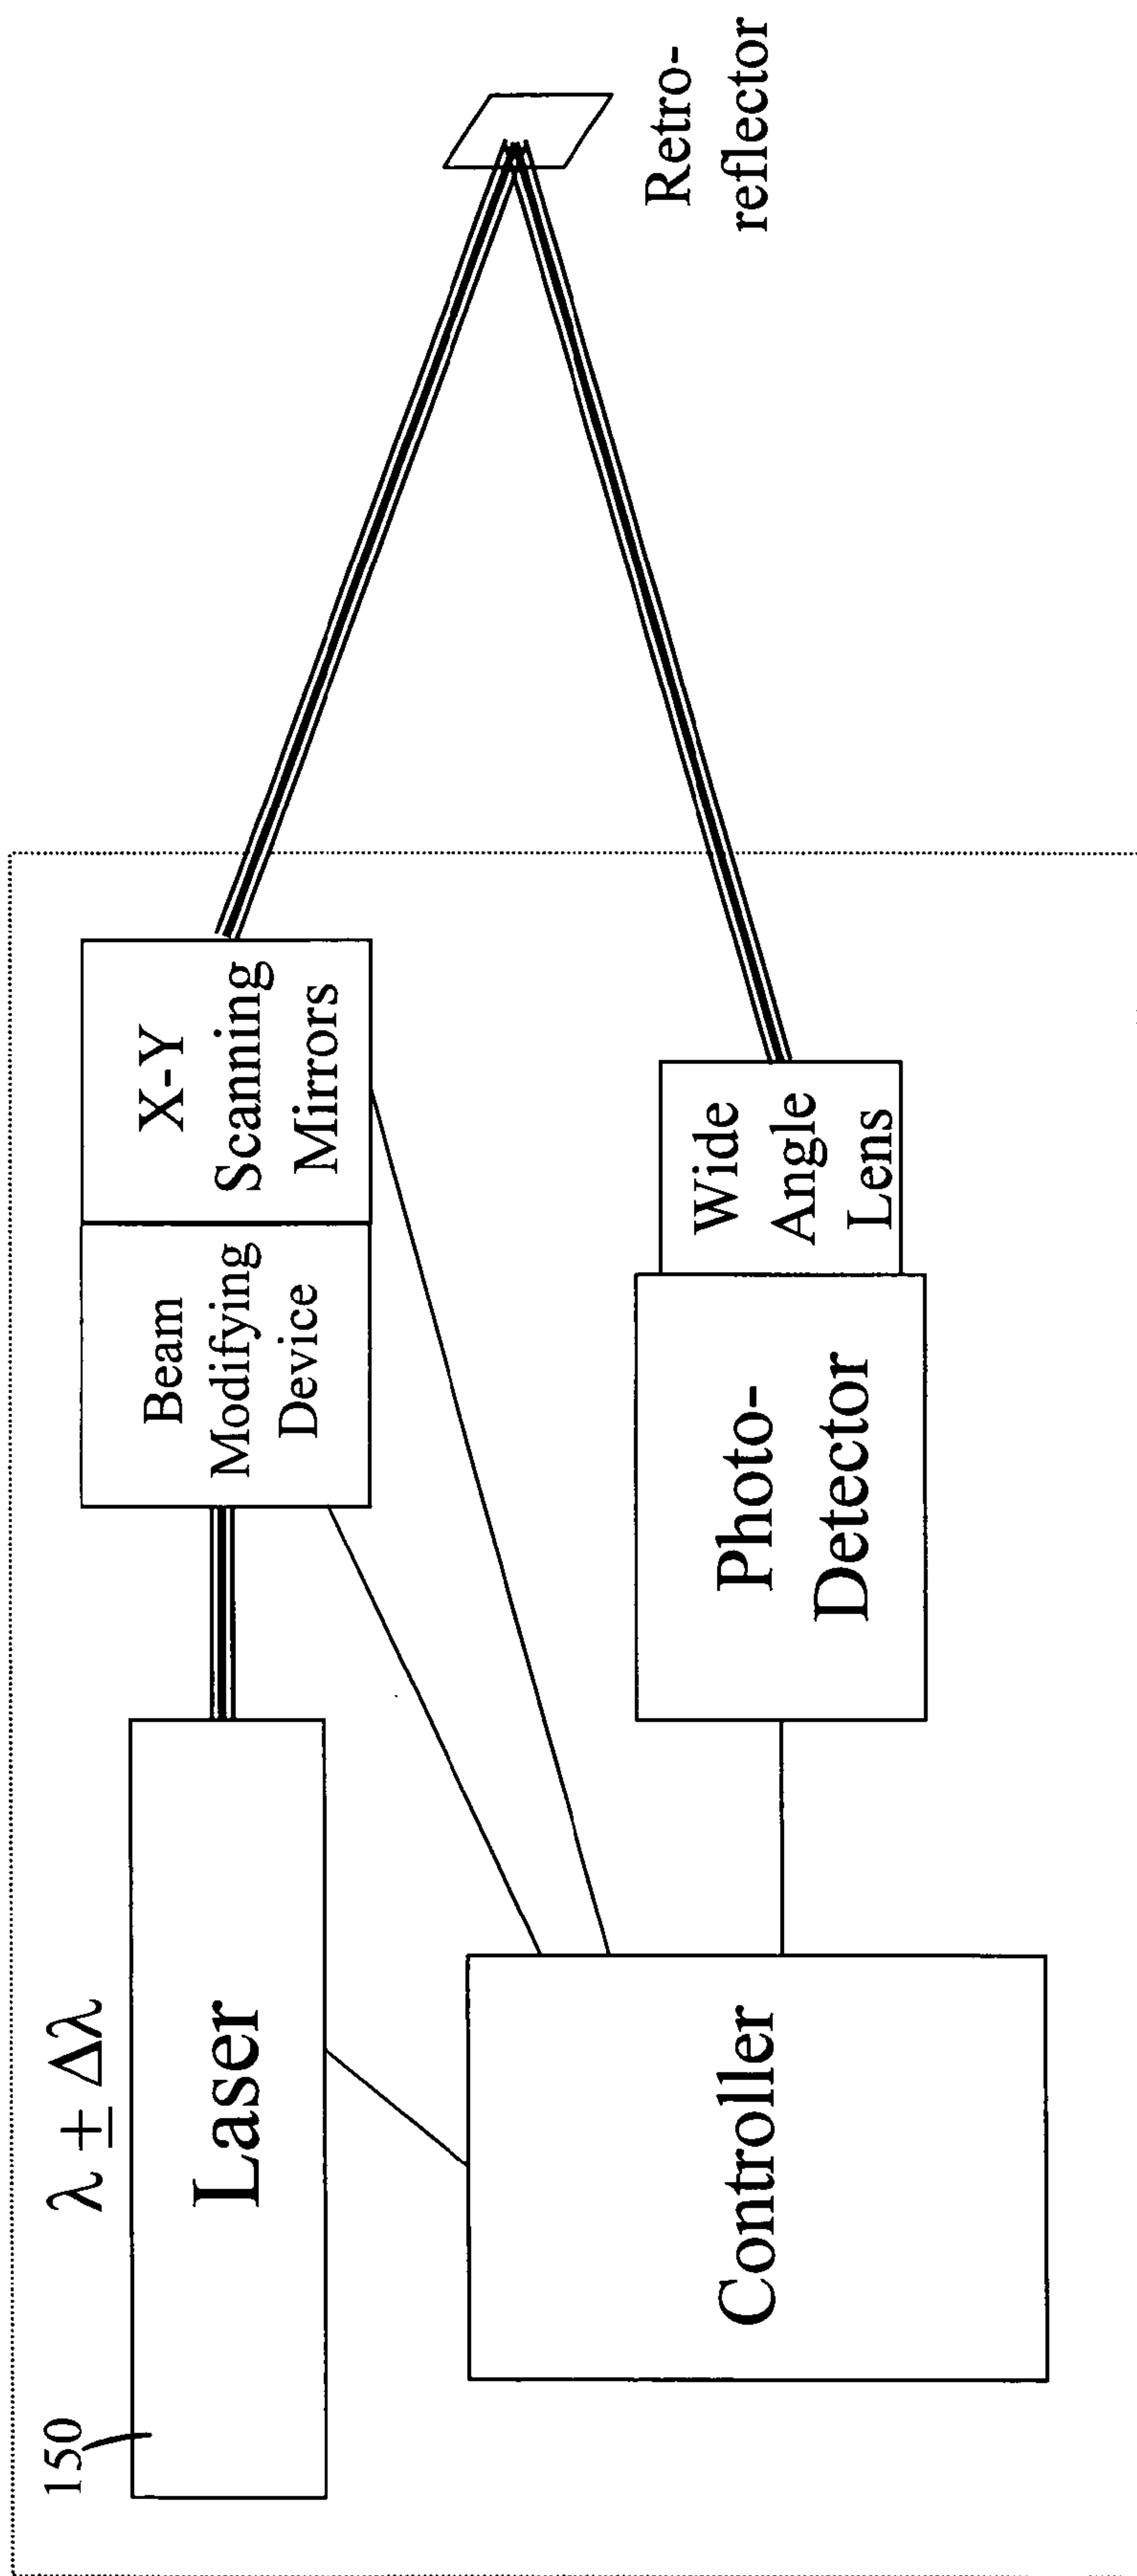 150
λ ± Δλ
Laser
Beam
Modifying
Device
X-Y
Scanning
Mirrors
Retro-
reflector
Controller
Photo-
Detector
Wide
Angle
Lens